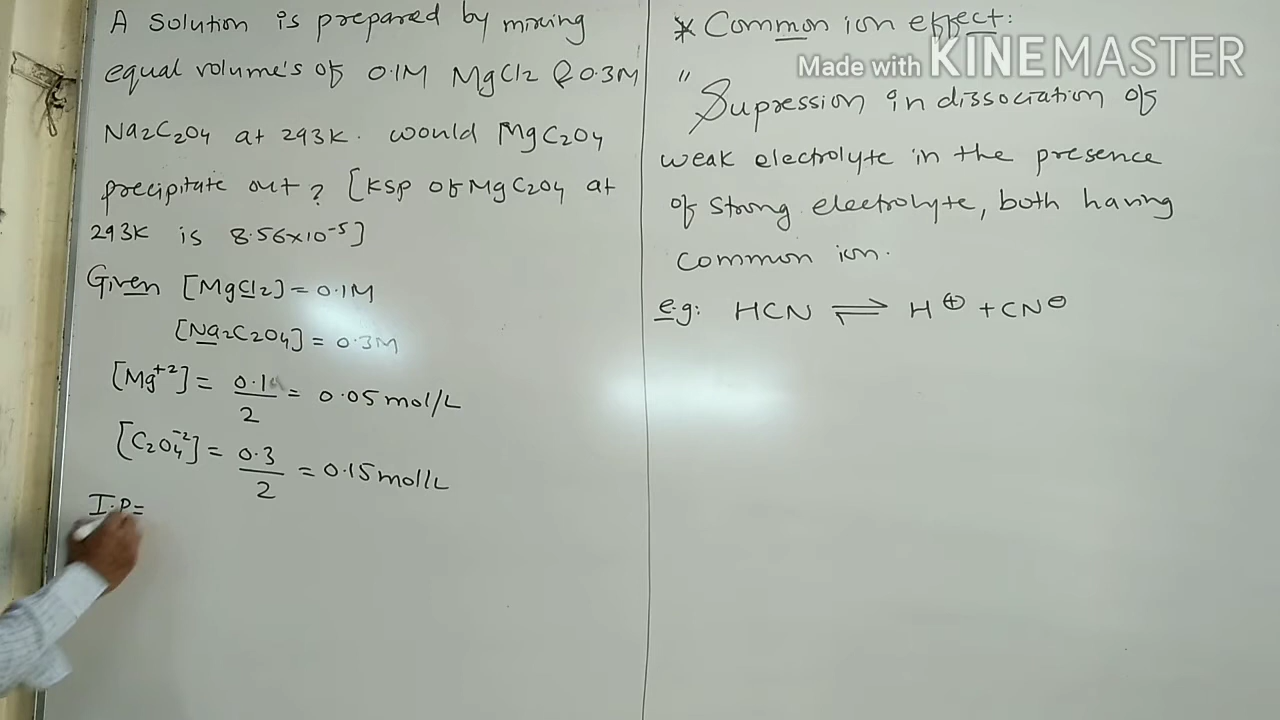 A Solution is prepared by mixing
equal volume's of 0.1M MgCl2 & 0.3M
Na2C2O4 at 293K. would MgC2O4
precipitate out? [Ksp of MgC2O4 at
293K is 8.56x10-5]
Given [MgCl2] = 0.1M
[Na2C2O4] = 0.3M
[Mg+2] = 0.1/2 = 0.05 mol/L
[C2O4-2] = 0.3/2 = 0.15 mol/L
I.P =
* Common ion effect:
Made with KINEMASTER
" Supression in dissociation of
weak electrolyte in the presence
of strong electrolyte, both having
Common ion.
e.g: HCN ⇌ H⊕ + CN⊖